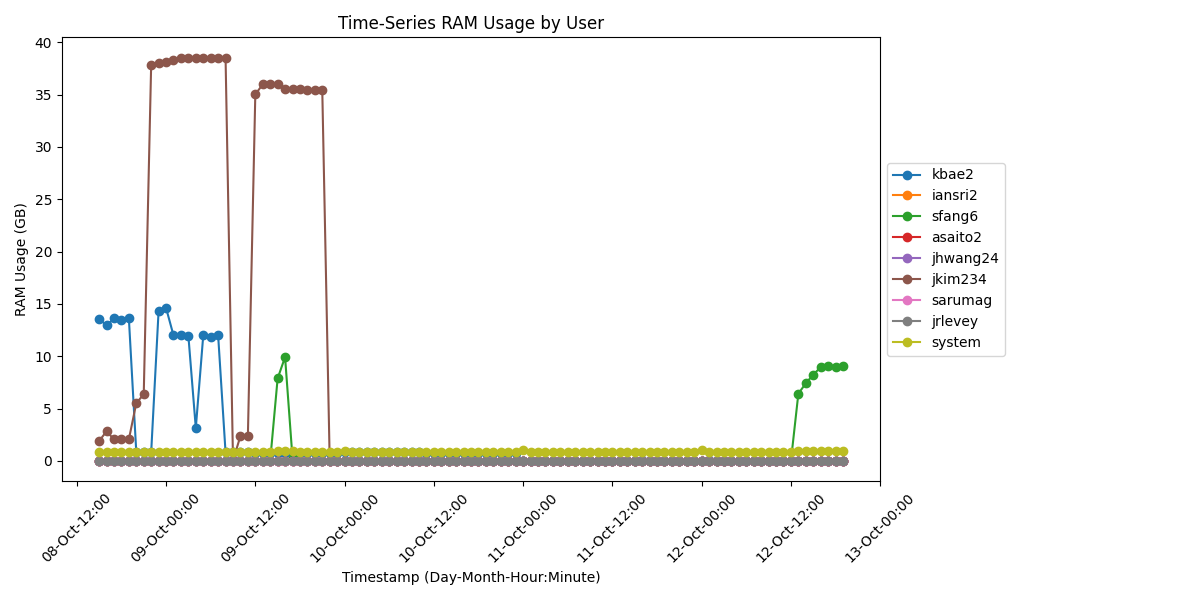 Time-Series RAM Usage by User
RAM Usage (GB)
40
35
30
25
20
15
10
5
0
08-Oct-12:00
09-Oct-00:00
09-Oct-12:00
10-Oct-00:00
10-Oct-12:00
11-Oct-00:00
11-Oct-12:00
12-Oct-00:00
12-Oct-12:00
13-Oct-00:00
Timestamp (Day-Month-Hour:Minute)
kbae2
iansri2
sfang6
asaito2
jhwang24
jkim234
sarumag
jrlevey
system